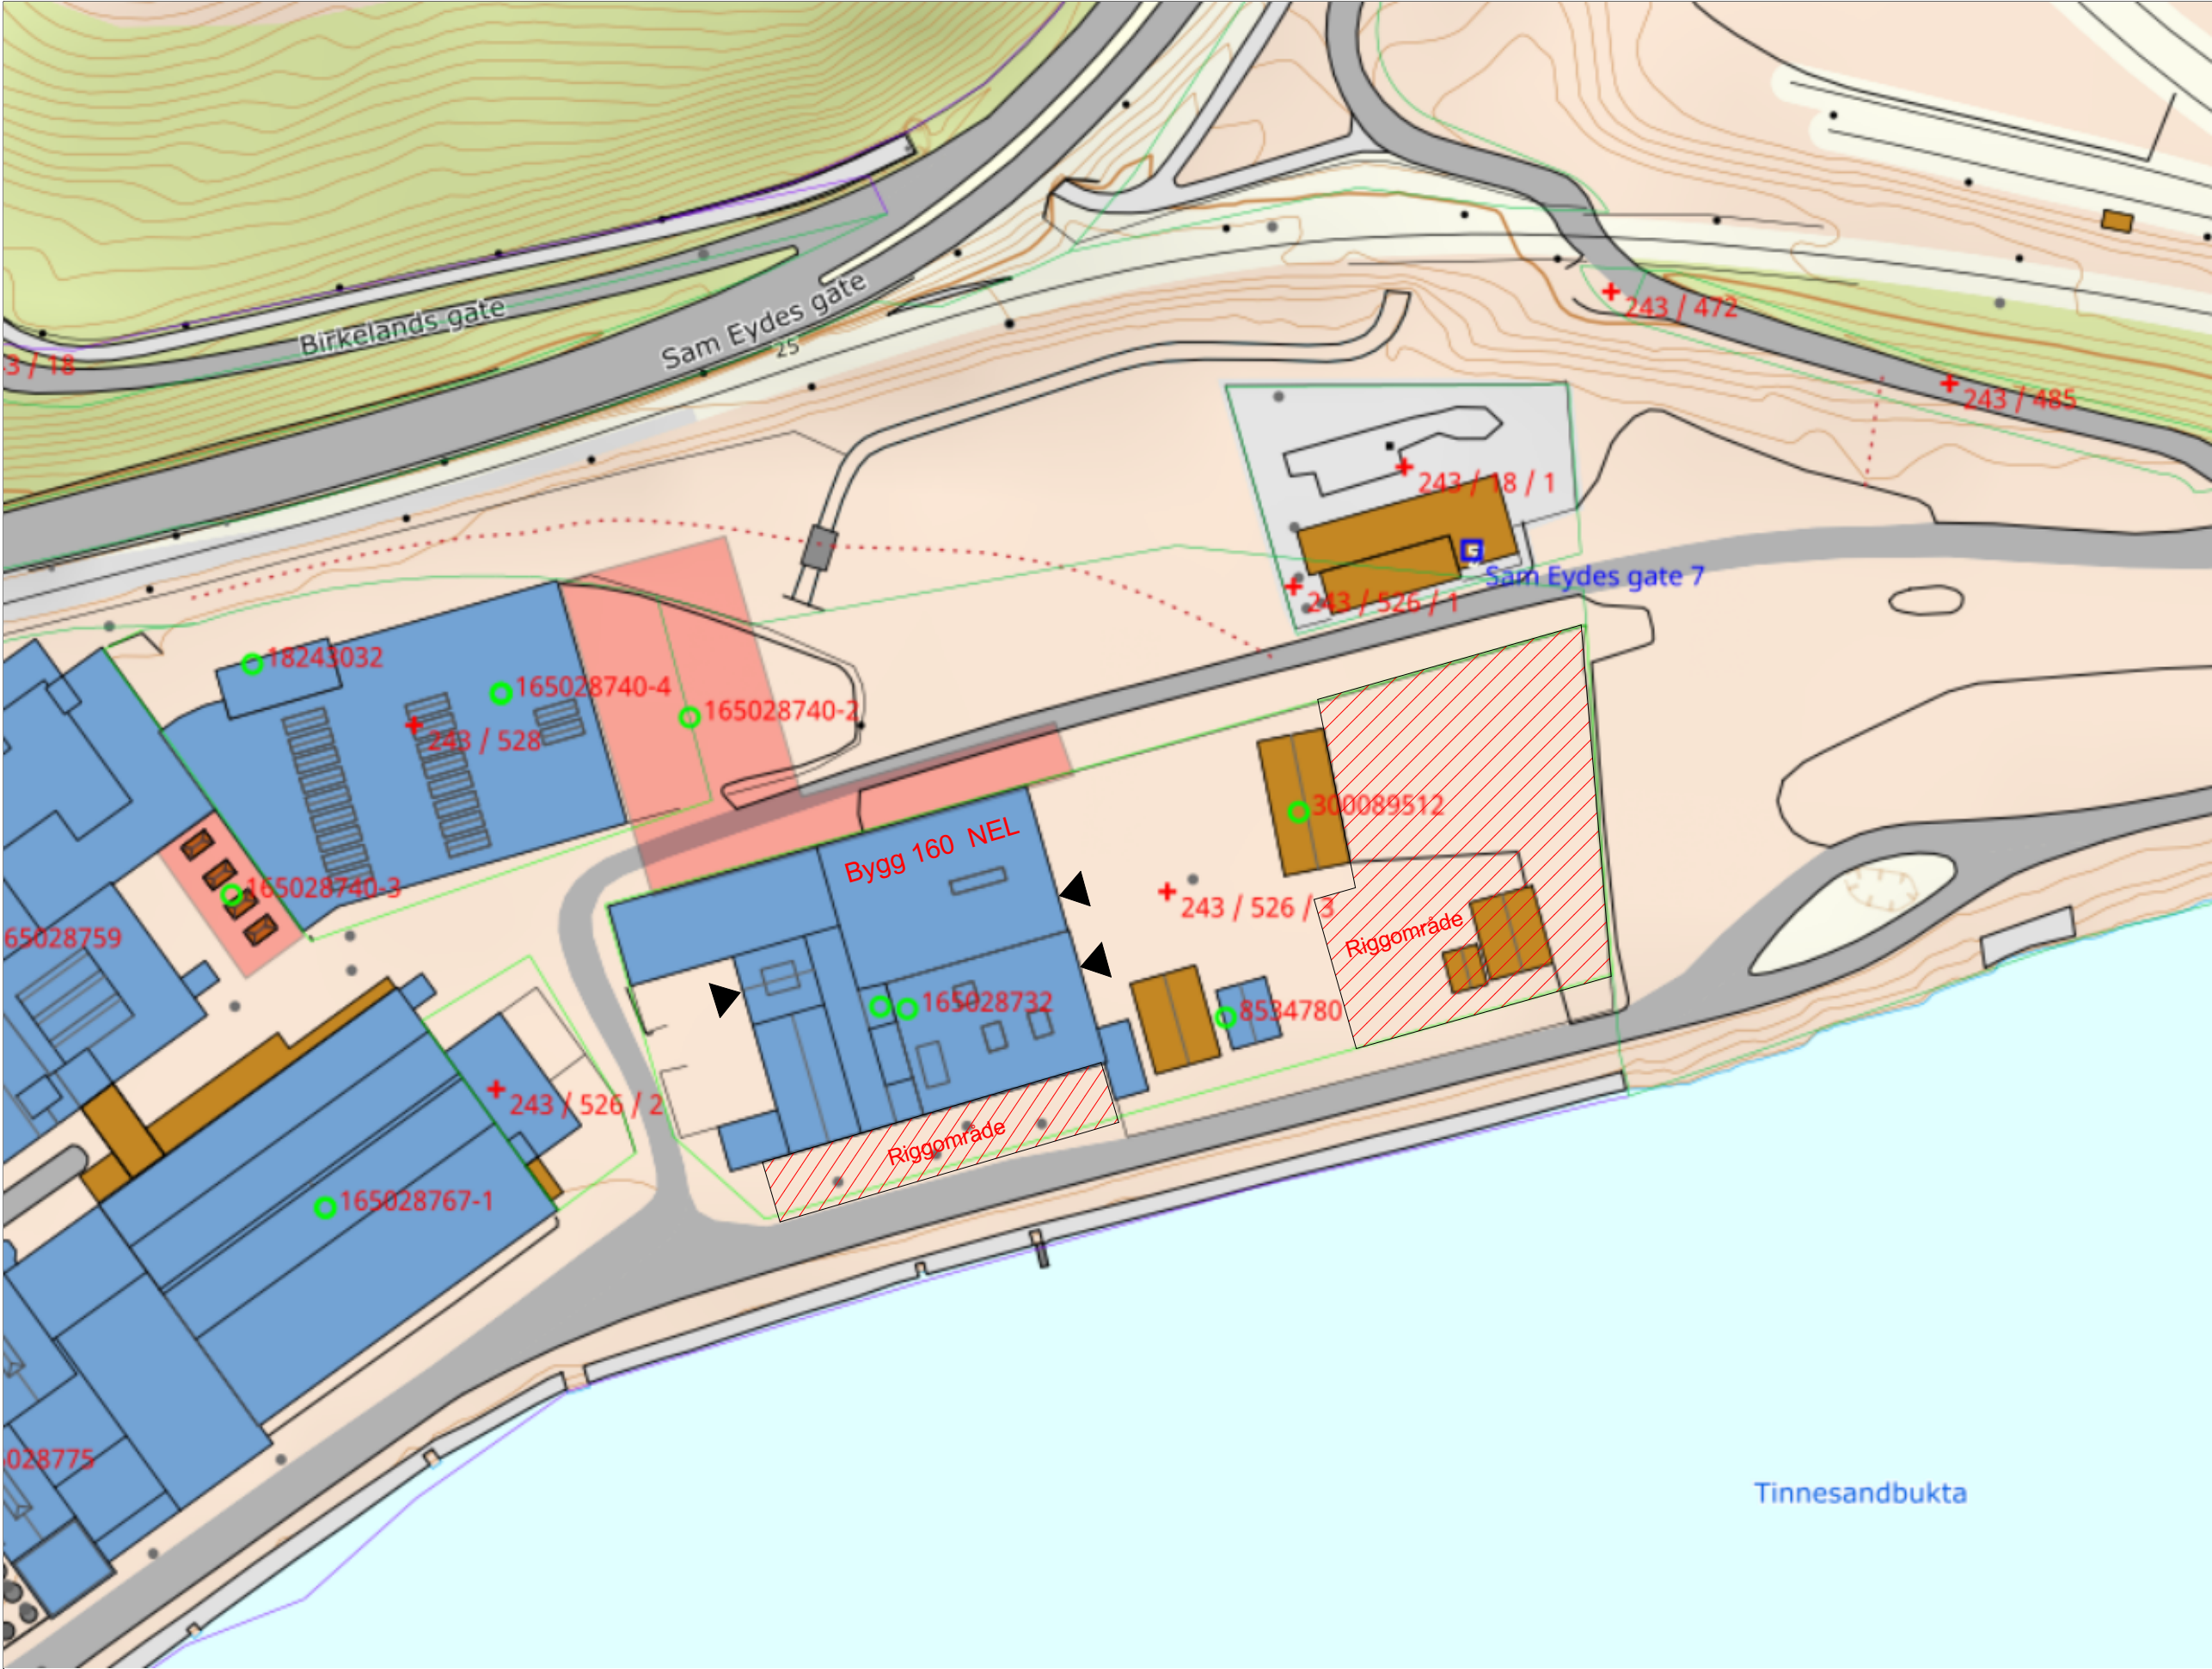 Birkelands gate
Sam Eydes gate
25
243 / 472
3 / 18
243 / 485
243 / 18 / 1
Sam Eydes gate 7
243 / 526 / 1
18243032
165028740-4
165028740-2
243 / 528
300089512
Bygg 160 NEL
165028740-3
243 / 526 / 3
65028759
Riggområde
165028732
8534780
243 / 526 / 2
Riggområde
165028767-1
028775
Tinnesandbukta